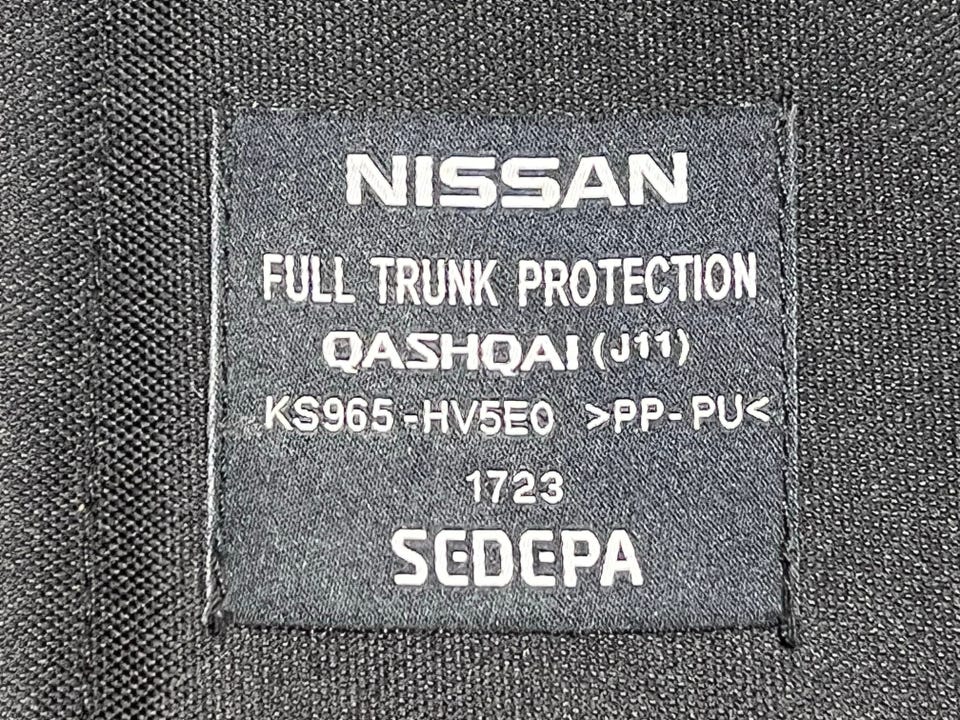 NISSAN
FULL TRUNK PROTECTION
QASHQAI (J11)
KS965-HV5E0 >PP-PU<
1723
SEDEPA